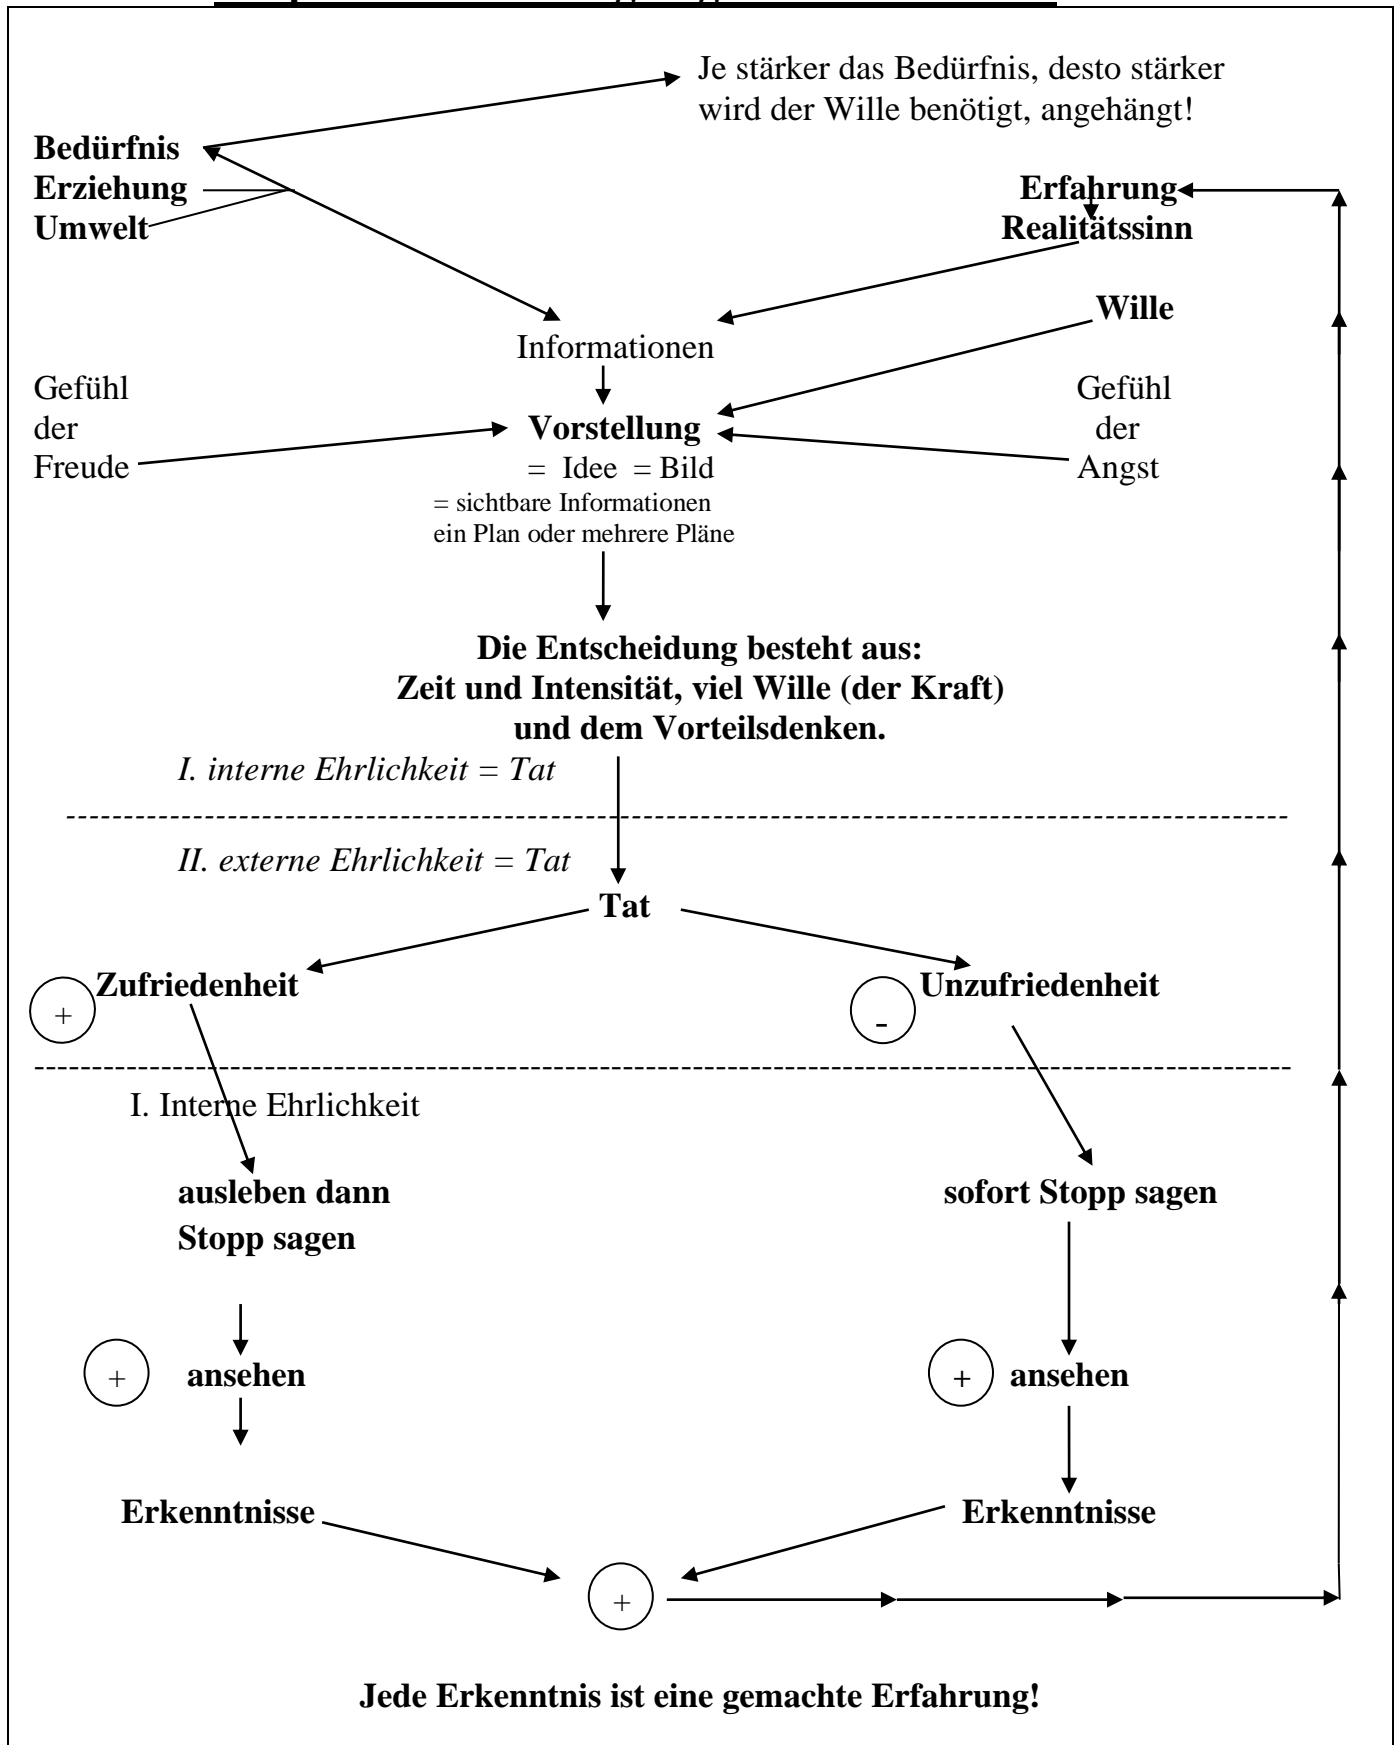 Je stärker das Bedürfnis, desto stärker
wird der Wille benötigt, angehängt!
Bedürfnis
Erziehung
Umwelt
Erfahrung
Realitätssinn
Wille
Informationen
Gefühl
der
Freude
Gefühl
der
Angst
Vorstellung
= Idee = Bild
= sichtbare Informationen
ein Plan oder mehrere Pläne
Die Entscheidung besteht aus:
Zeit und Intensität, viel Wille (der Kraft)
und dem Vorteilsdenken.
I. interne Ehrlichkeit = Tat
II. externe Ehrlichkeit = Tat
Tat
Zufriedenheit
+
Unzufriedenheit
-
I. Interne Ehrlichkeit
ausleben dann
Stopp sagen
sofort Stopp sagen
+ ansehen
+ ansehen
Erkenntnisse
Erkenntnisse
+
Jede Erkenntnis ist eine gemachte Erfahrung!